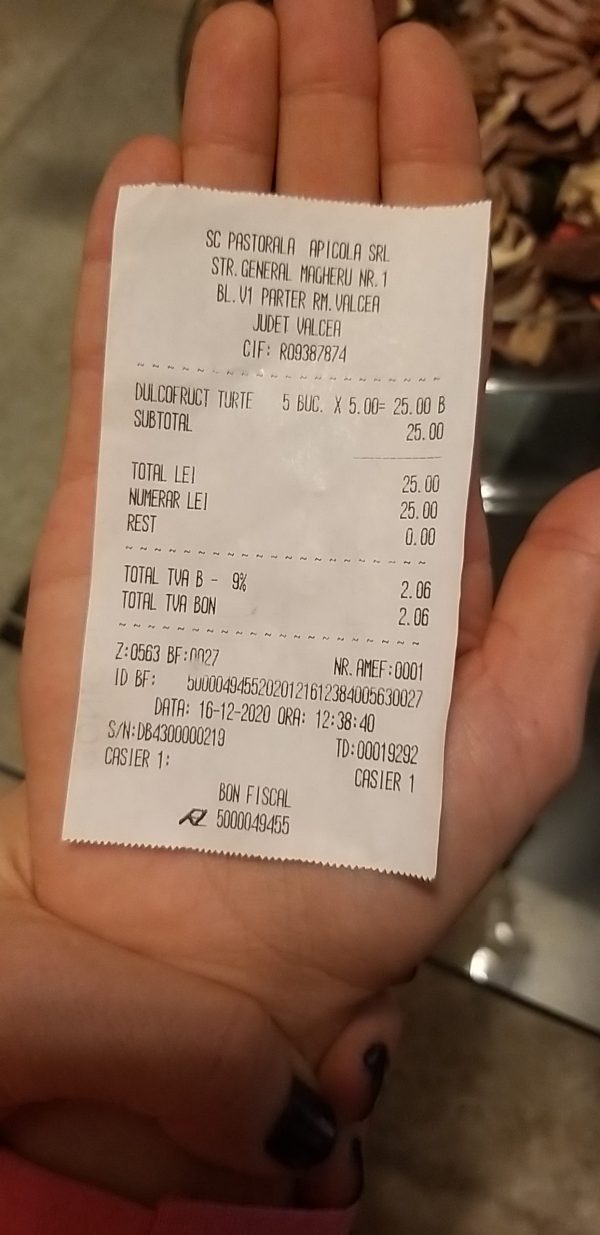 SC PASTORALA APICOLA SRL
STR.GENERAL MAGHERU NR.1
BL.V1 PARTER RM.VALCEA
JUDET VALCEA
CIF: RO9387874
DULCOFRUCT TURTE 5 BUC. X 5.00= 25.00 B
SUBTOTAL 25.00
TOTAL LEI 25.00
NUMERAR LEI 25.00
REST 0.00
TOTAL TVA B - 9% 2.06
TOTAL TVA BON 2.06
Z:0563 BF:0027 NR.AMEF:0001
ID BF: 50000494552020121612384005630027
DATA: 16-12-2020 ORA: 12:38:40
S/N:DB4300000219 TD:00019292
CASIER 1: CASIER 1
BON FISCAL
5000049455